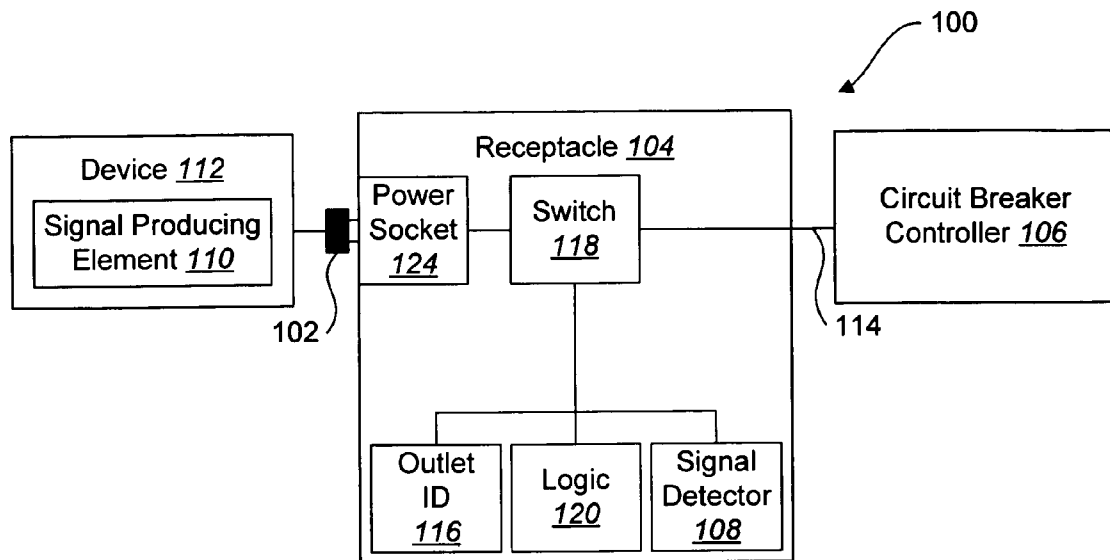 100
Device 112
Signal Producing
Element 110
102
Receptacle 104
Power
Socket
124
Switch
118
Circuit Breaker
Controller 106
114
Outlet
ID
116
Logic
120
Signal
Detector
108